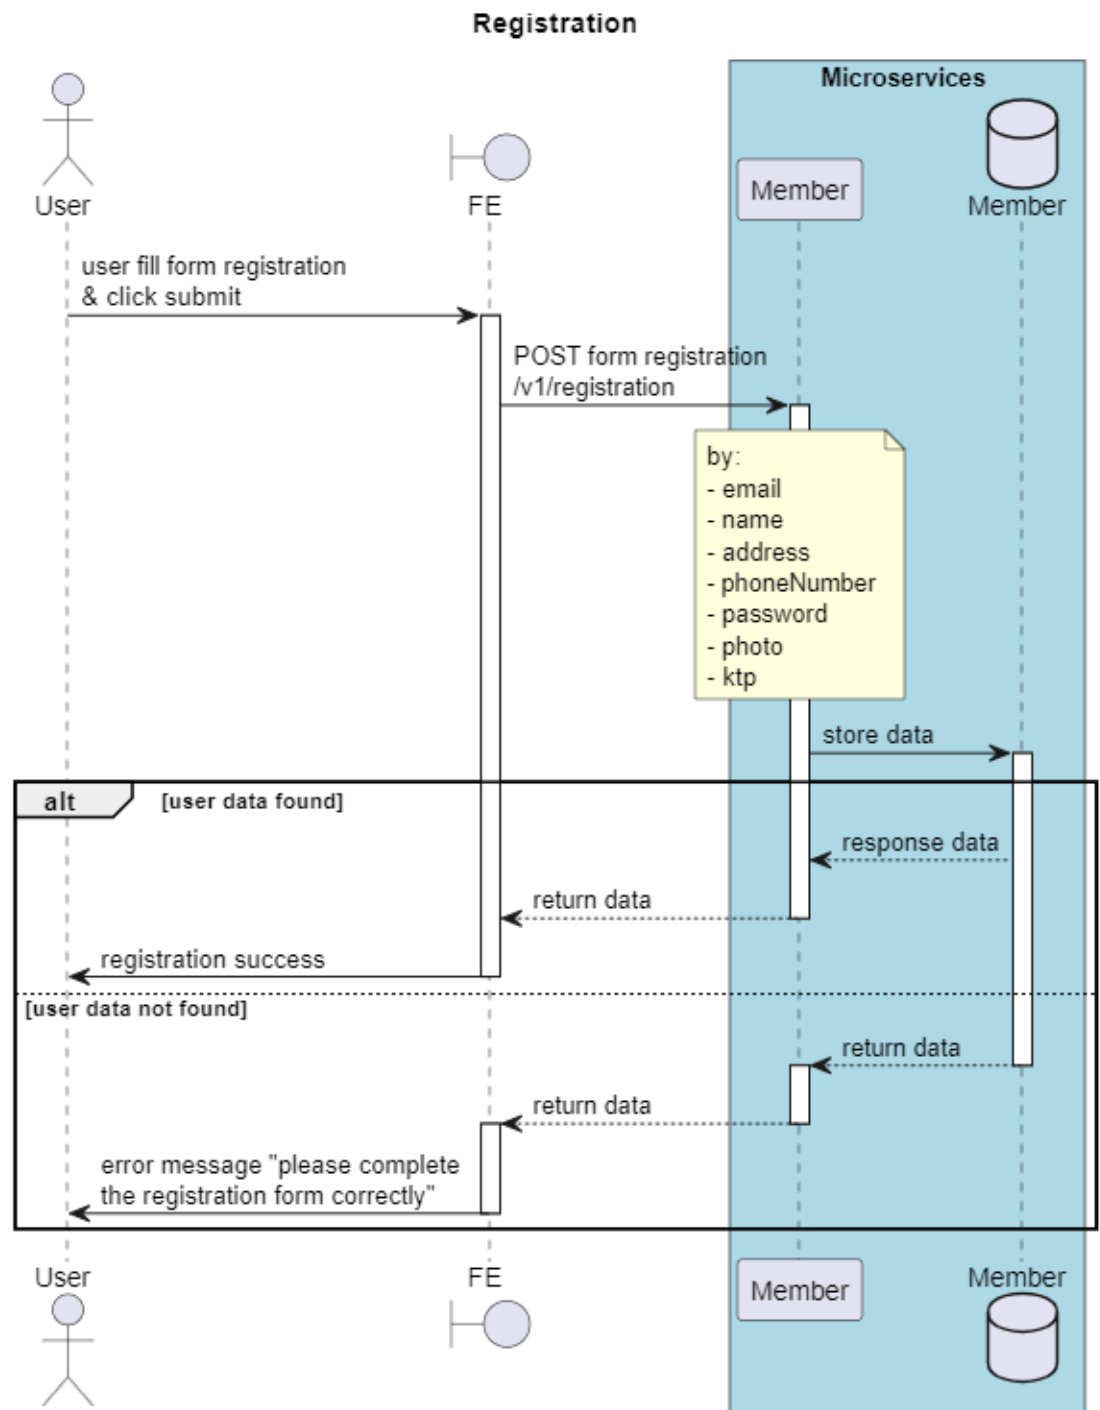 Registration
Microservices
User
FE
Member
Member
user fill form registration
& click submit
POST form registration
/v1/registration
by:
- email
- name
- address
- phoneNumber
- password
- photo
- ktp
store data
alt
[user data found]
response data
return data
registration success
[user data not found]
return data
return data
error message "please complete
the registration form correctly"
User
FE
Member
Member